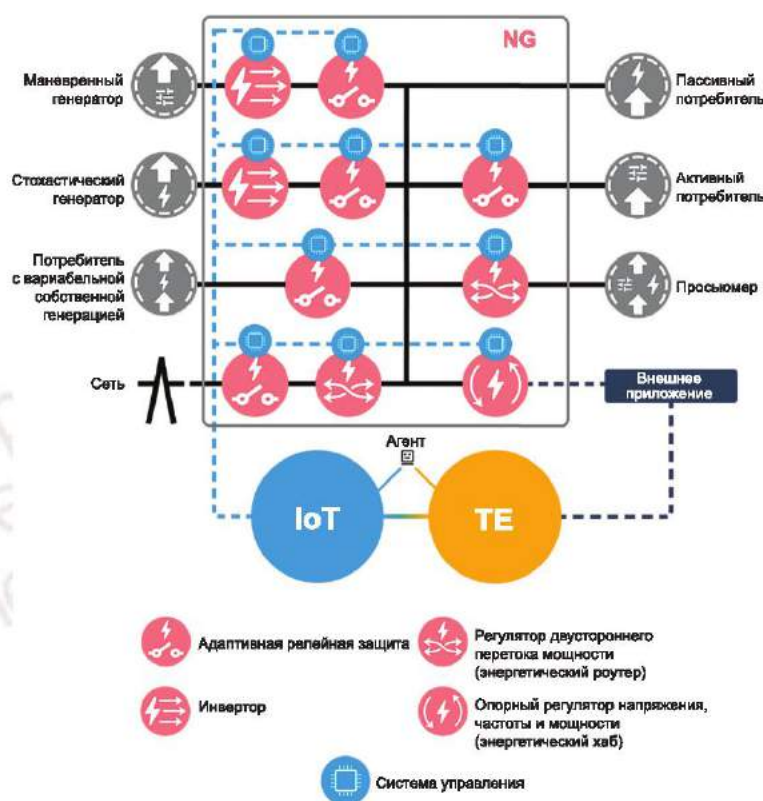 NG
Маневренный
генератор
Пассивный
потребитель
Стохастический
генератор
Активный
потребитель
Потребитель
с вариабельной
собственной
генерацией
Просьюмер
Сеть
Внешнее
приложение
Агент
IoT
TE
Адаптивная релейная защита
Регулятор двустороннего
перетока мощности
(энергетический роутер)
Инвертор
Опорный регулятор напряжения,
частоты и мощности
(энергетический хаб)
Система управления